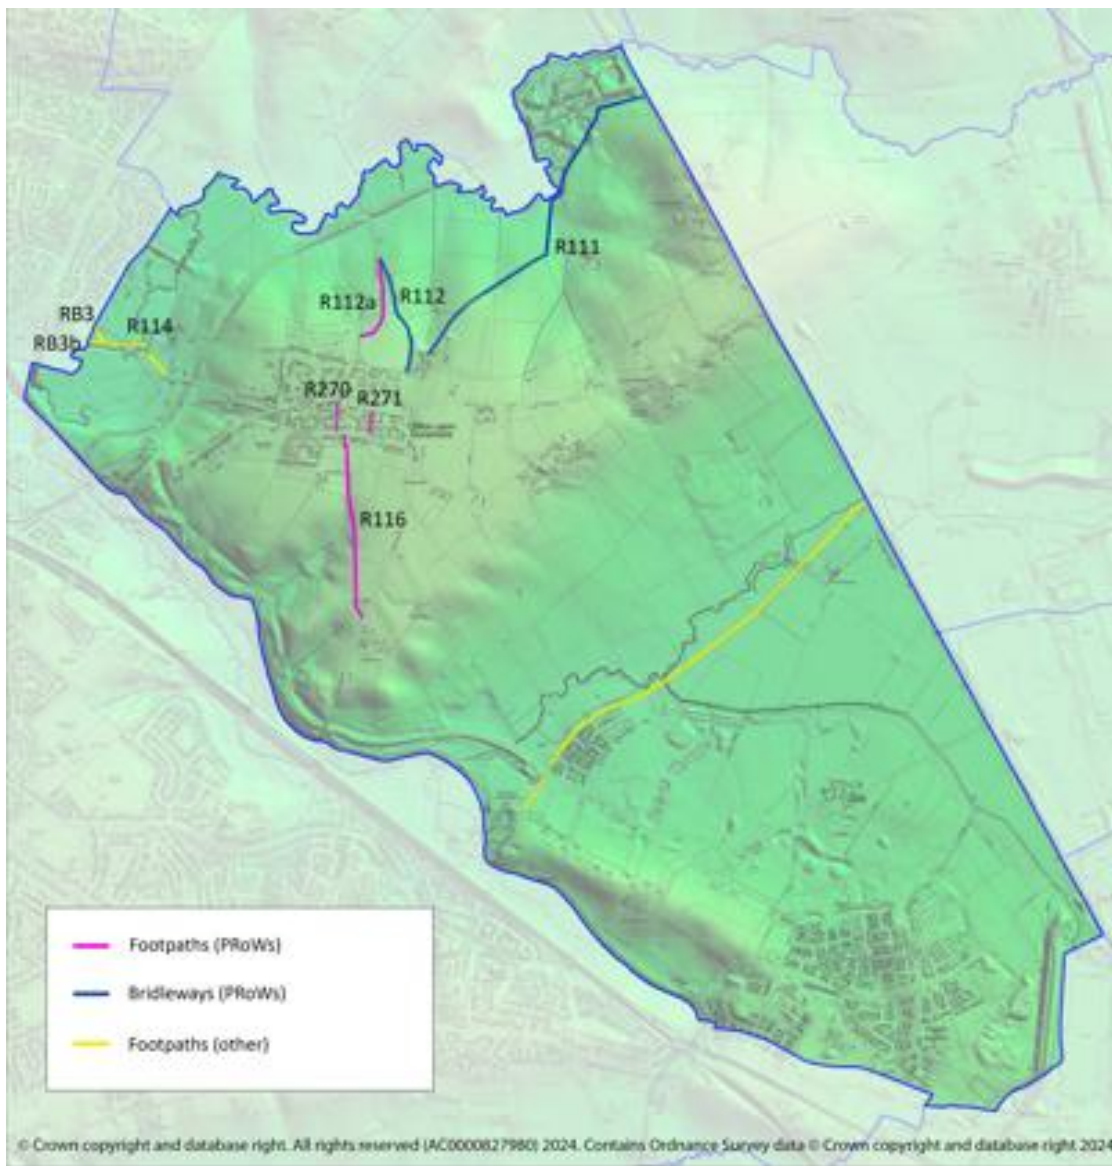 R111
R112a
R112
RB3
R114
RB3b
R270
R271
R116
Footpaths (PRoWs)
Bridleways (PRoWs)
Footpaths (other)
© Crown copyright and database right. All rights reserved (AC0000827980) 2024. Contains Ordnance Survey data © Crown copyright and database right 2024